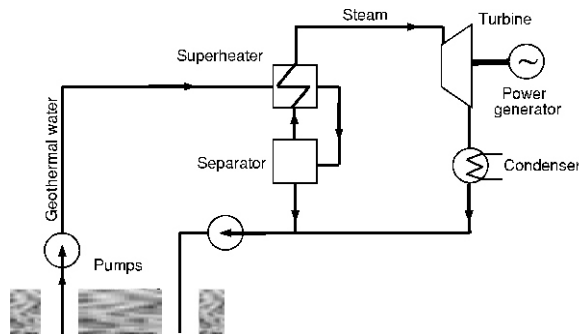 Steam
Turbine
Superheater
Power
generator
Geothermal water
Separator
Condenser
Pumps